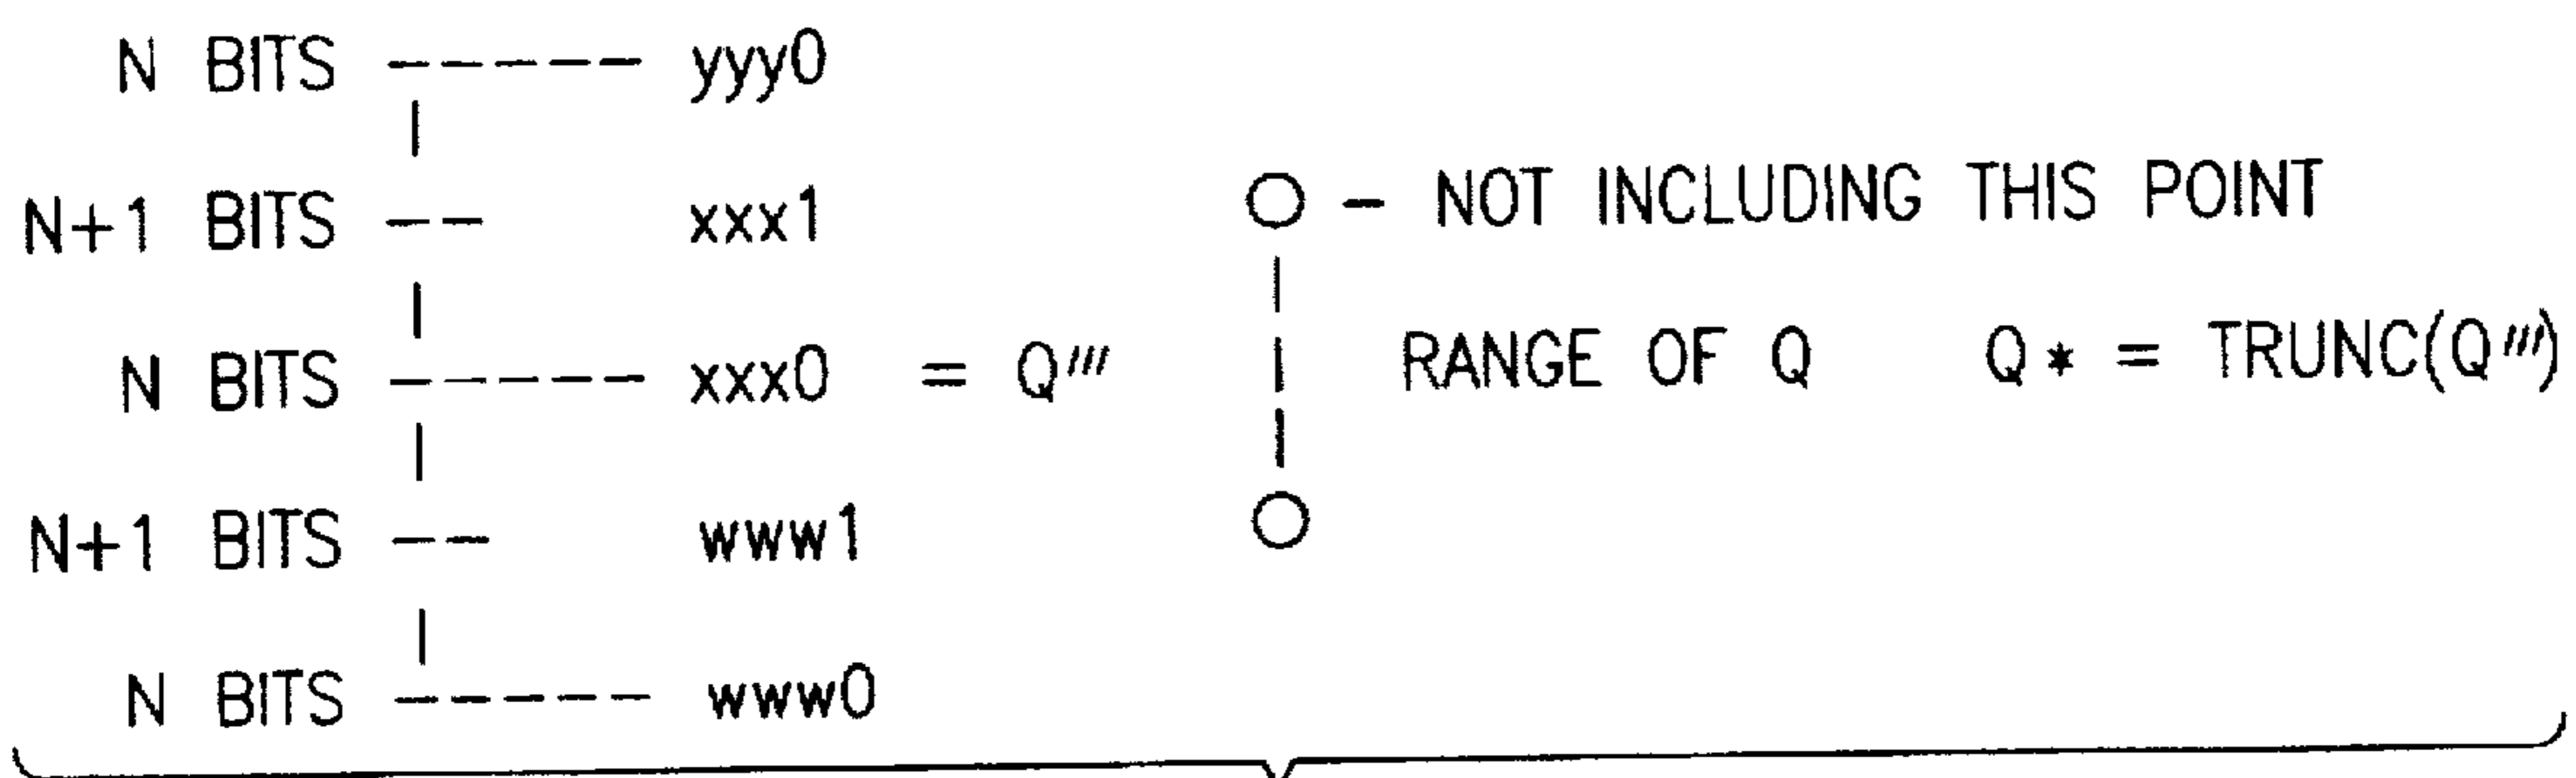 N BITS yyy0
N+1 BITS xxx1 - NOT INCLUDING THIS POINT
N BITS xxx0 = Q''' RANGE OF Q Q* = TRUNC(Q''')
N+1 BITS www1
N BITS www0